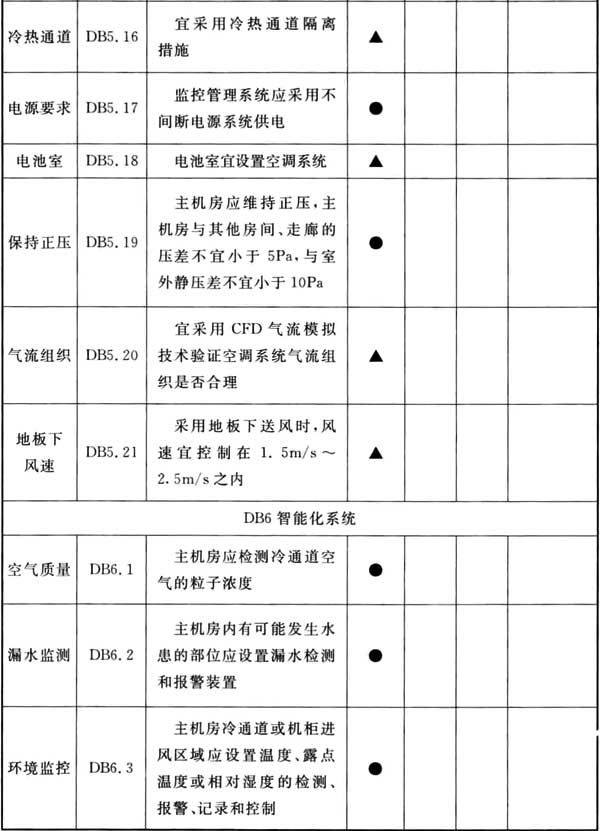 冷热通道 DB5.16 宜采用冷热通道隔离
措施 ▲
电源要求 DB5.17 监控管理系统应采用不
间断电源系统供电 ●
电池室 DB5.18 电池室宜设置空调系统 ▲
保持正压 DB5.19 主机房应维持正压,主
机房与其他房间、走廊的
压差不宜小于 5Pa,与室
外静压差不宜小于10Pa ●
气流组织 DB5.20 宜采用 CFD 气流模拟
技术验证空调系统气流组
织是否合理 ▲
地板下
风速 DB5.21 采用地板下送风时,风
速宜控制在 1.5m/s～
2.5m/s之内 ▲
DB6 智能化系统
空气质量 DB6.1 主机房应检测冷通道空
气的粒子浓度 ●
漏水监测 DB6.2 主机房内有可能发生水
患的部位应设置漏水检测
和报警装置 ●
环境监控 DB6.3 主机房冷通道或机柜进
风区域应设置温度、露点
温度或相对湿度的检测、
报警、记录和控制 ●